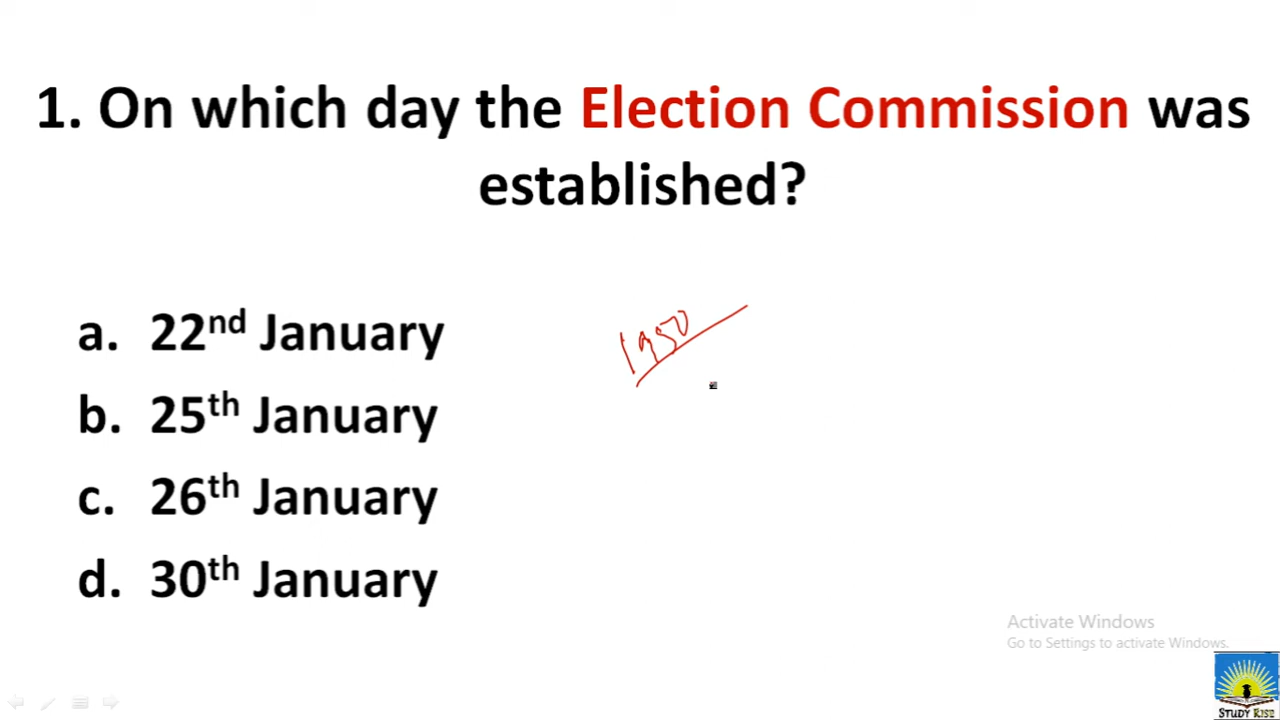 1. On which day the Election Commission was
established?
a. 22nd January
1950
b. 25th January
c. 26th January
d. 30th January
Activate Windows
Go to Settings to activate Windows.
STUDY RISE